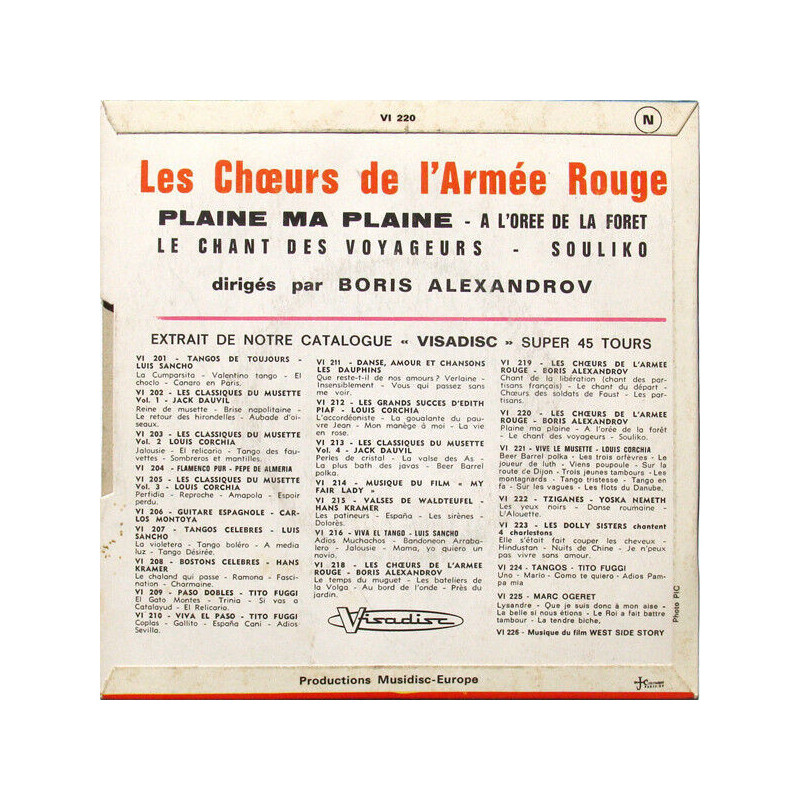 VI 220
N
Les Chœurs de l'Armée Rouge
PLAINE MA PLAINE - A L'OREE DE LA FORET
LE CHANT DES VOYAGEURS - SOULIKO
dirigés par BORIS ALEXANDROV
EXTRAIT DE NOTRE CATALOGUE « VISADISC » SUPER 45 TOURS
VI 201 - TANGOS DE TOUJOURS -
LUIS SANCHO
La Cumparsita - Valentino tango - El
choclo - Canaro en Paris.
VI 202 - LES CLASSIQUES DU MUSETTE
Vol. 1 - JACK DAUVIL
Reine de musette - Brise napolitaine -
Le retour des hirondelles - Aubade d'oi-
seaux.
VI 203 - LES CLASSIQUES DU MUSETTE
Vol. 2 LOUIS CORCHIA
Jalousie - El relicario - Tango des fau-
vettes - Sombreros et mantilles.
VI 204 - FLAMENCO PUR - PEPE DE ALMERIA
VI 205 - LES CLASSIQUES DU MUSETTE
Vol. 3 - LOUIS CORCHIA
Perfidia - Reproche - Amapola - Espoir
perdu.
VI 206 - GUITARE ESPAGNOLE - CAR-
LOS MONTOYA
VI 207 - TANGOS CELEBRES - LUIS
SANCHO
La violetera - Tango boléro - A media
luz - Tango Désirée.
VI 208 - BOSTONS CELEBRES - HANS
KRAMER
Le chaland qui passe - Ramona - Fasci-
nation - Charmaine.
VI 209 - PASO DOBLES - TITO FUGGI
El Gato Montes - Trinia - Si vas a
Catalayud - El Relicario.
VI 210 - VIVA EL PASO - TITO FUGGI
Coplas - Gallito - España Cani - Adios
Sevilla.
VI 211 - DANSE, AMOUR ET CHANSONS
LES DAUPHINS
Que reste-t-il de nos amours? Verlaine -
Insensiblement - Vous qui passez sans
me voir.
VI 212 - LES GRANDS SUCCES D'EDITH
PIAF - LOUIS CORCHIA
L'accordéoniste - La goualante du pau-
vre Jean - Mon manège à moi - La vie
en rose.
VI 213 - LES CLASSIQUES DU MUSETTE
Vol. 4 - JACK DAUVIL
Perles de cristal - La valse des As -
La plus bath des javas - Beer Barrel
polka.
VI 214 - MUSIQUE DU FILM « MY
FAIR LADY »
VI 215 - VALSES DE WALDTEUFEL -
HANS KRAMER
Les patineurs - España - Les sirènes -
Dolorès.
VI 216 - VIVA EL TANGO - LUIS SANCHO
Adios Muchachos - Bandoneon Arraba-
lero - Jalousie - Mama, yo quiero un
novio.
VI 218 - LES CHŒURS DE L'ARMEE
ROUGE - BORIS ALEXANDROV
Le temps du muguet - Les bateliers de
la Volga - Au bord de l'onde - Près du
jardin.
Visadisc
VI 219 - LES CHŒURS DE L'ARMEE
ROUGE - BORIS ALEXANDROV
Chant de la libération (chant des par-
tisans français) - Le chant du départ -
Chœurs des soldats de Faust - Les par-
tisans.
VI 220 - LES CHŒURS DE L'ARMEE
ROUGE - BORIS ALEXANDROV
Plaine ma plaine - A l'orée de la forêt
- Le chant des voyageurs - Souliko.
VI 221 - VIVE LE MUSETTE - LOUIS CORCHIA
Beer Barrel polka - Les trois orfèvres - Le
joueur de luth - Viens poupoule - Sur la
route de Dijon - Trois jeunes tambours - Les
montagnards - Tango tristesse - Tango en
fa - Sur les vagues - Les flots du Danube.
VI 222 - TZIGANES - YOSKA NEMETH
Les yeux noirs - Danse roumaine -
L'Alouette.
VI 223 - LES DOLLY SISTERS chantent
4 charlestons
Elle s'était fait couper les cheveux -
Hindustan - Nuits de Chine - Je n'peux
pas vivre sans amour.
VI 224 - TANGOS - TITO FUGGI
Uno - Mario - Como te quiero - Adios Pam-
pa mia
VI 225 - MARC OGERET
Lysandre - Que je suis donc à mon aise -
La belle si nous étions - Le Roi a fait battre
tambour - La tendre biche,
VI 226 - Musique du film WEST SIDE STORY
Photo PIC
Productions Musidisc-Europe